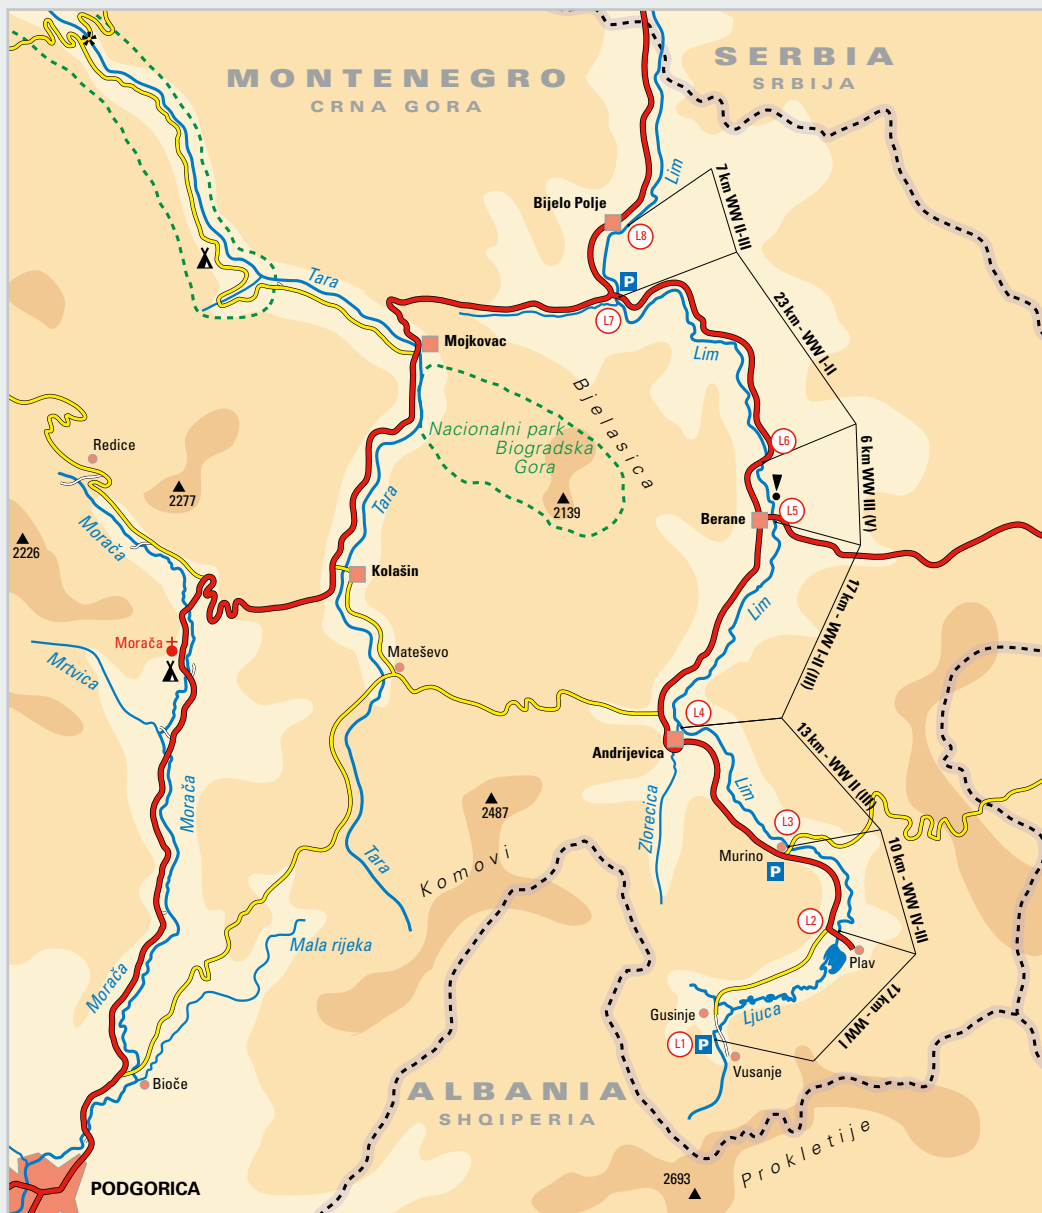 SERBIA
SRBIJA
MONTENEGRO
CRNA GORA
Lim
7 km WW II-III
Bijelo Polje
L8
Tara
P
23 km - WW I-II
L7
Mojkovac
Lim
Bjelasica
Nacionalni park
Biogradska
Gora
L6
6 km WW III (V)
Redice
2277
Tara
2139
L5
Berane
Morača
2226
Kolašin
17 km - WW I-II (III)
Lim
Morača
Mateševo
Mrtvica
L4
Andrijevica
13 km - WW II (III)
Lim
Morača
2487
Zlorecica
L3
Murino
P
10 km - WW IV-III
Komovi
Tara
L2
Mala rijeka
Plav
Morača
17 km - WW I
Ljuca
Gusinje
L1
P
Vusanje
Bioče
ALBANIA
SHQIPERIA
Prokletije
2693
PODGORICA